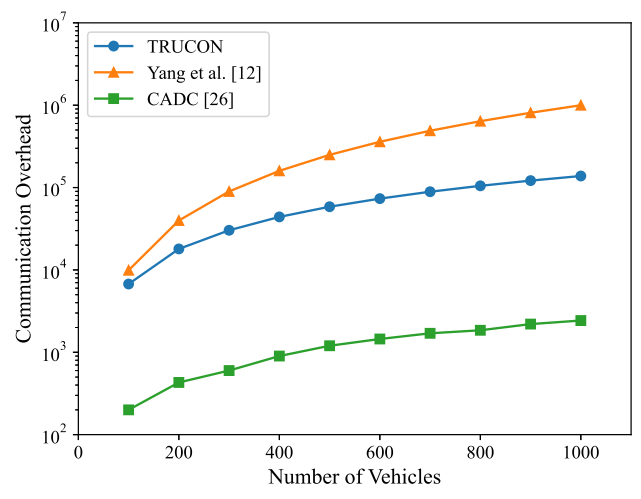 10^7
10^6
10^5
10^4
10^3
10^2
Communication Overhead
TRUCON
Yang et al. [12]
CADC [26]
0 200 400 600 800 1000
Number of Vehicles